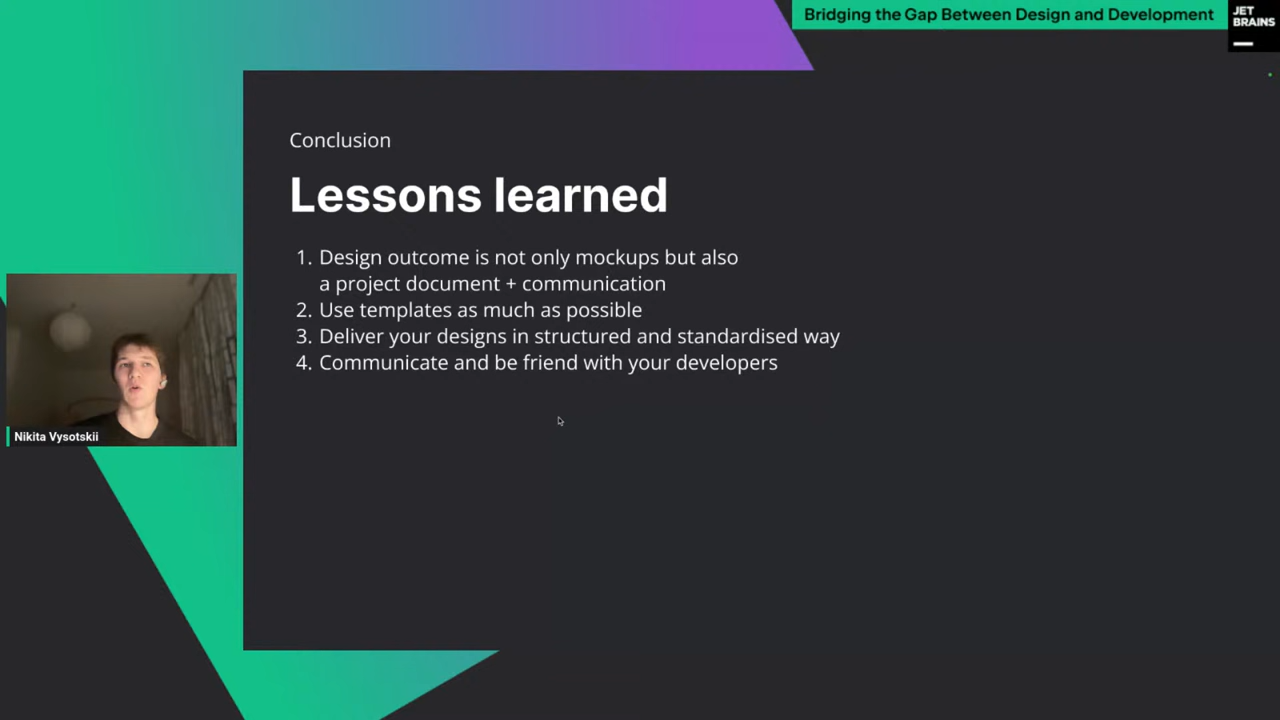 Bridging the Gap Between Design and Development
JET
BRAINS
Conclusion
Lessons learned
1. Design outcome is not only mockups but also
a project document + communication
2. Use templates as much as possible
3. Deliver your designs in structured and standardised way
4. Communicate and be friend with your developers
Nikita Vysotskii